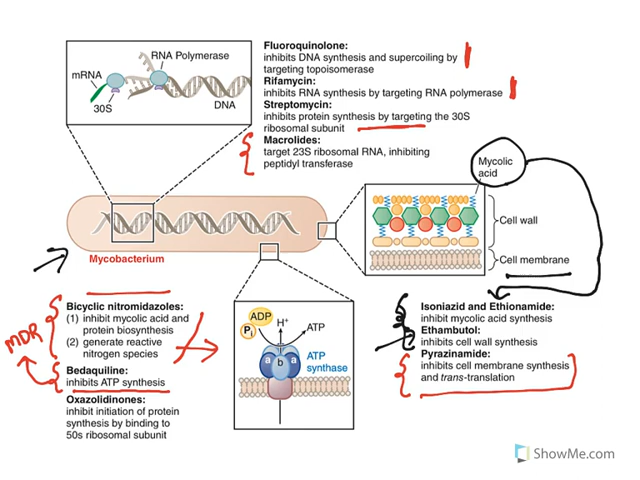 RNA Polymerase
mRNA
30S
DNA
Fluoroquinolone:
inhibits DNA synthesis and supercoiling by
targeting topoisomerase
Rifamycin:
inhibits RNA synthesis by targeting RNA polymerase
Streptomycin:
inhibits protein synthesis by targeting the 30S
ribosomal subunit
Macrolides:
target 23S ribosomal RNA, inhibiting
peptidyl transferase
Mycolic
acid
Cell wall
Cell membrane
Mycobacterium
MDR
Bicyclic nitromidazoles:
(1) inhibit mycolic acid and
protein biosynthesis
(2) generate reactive
nitrogen species
Bedaquiline:
inhibits ATP synthesis
Oxazolidinones:
inhibit initiation of protein
synthesis by binding to
50s ribosomal subunit
ADP
Pi
H+
ATP
a b a
ATP
synthase
Isoniazid and Ethionamide:
inhibit mycolic acid synthesis
Ethambutol:
inhibits cell wall synthesis
Pyrazinamide:
inhibits cell membrane synthesis
and trans-translation
ShowMe.com